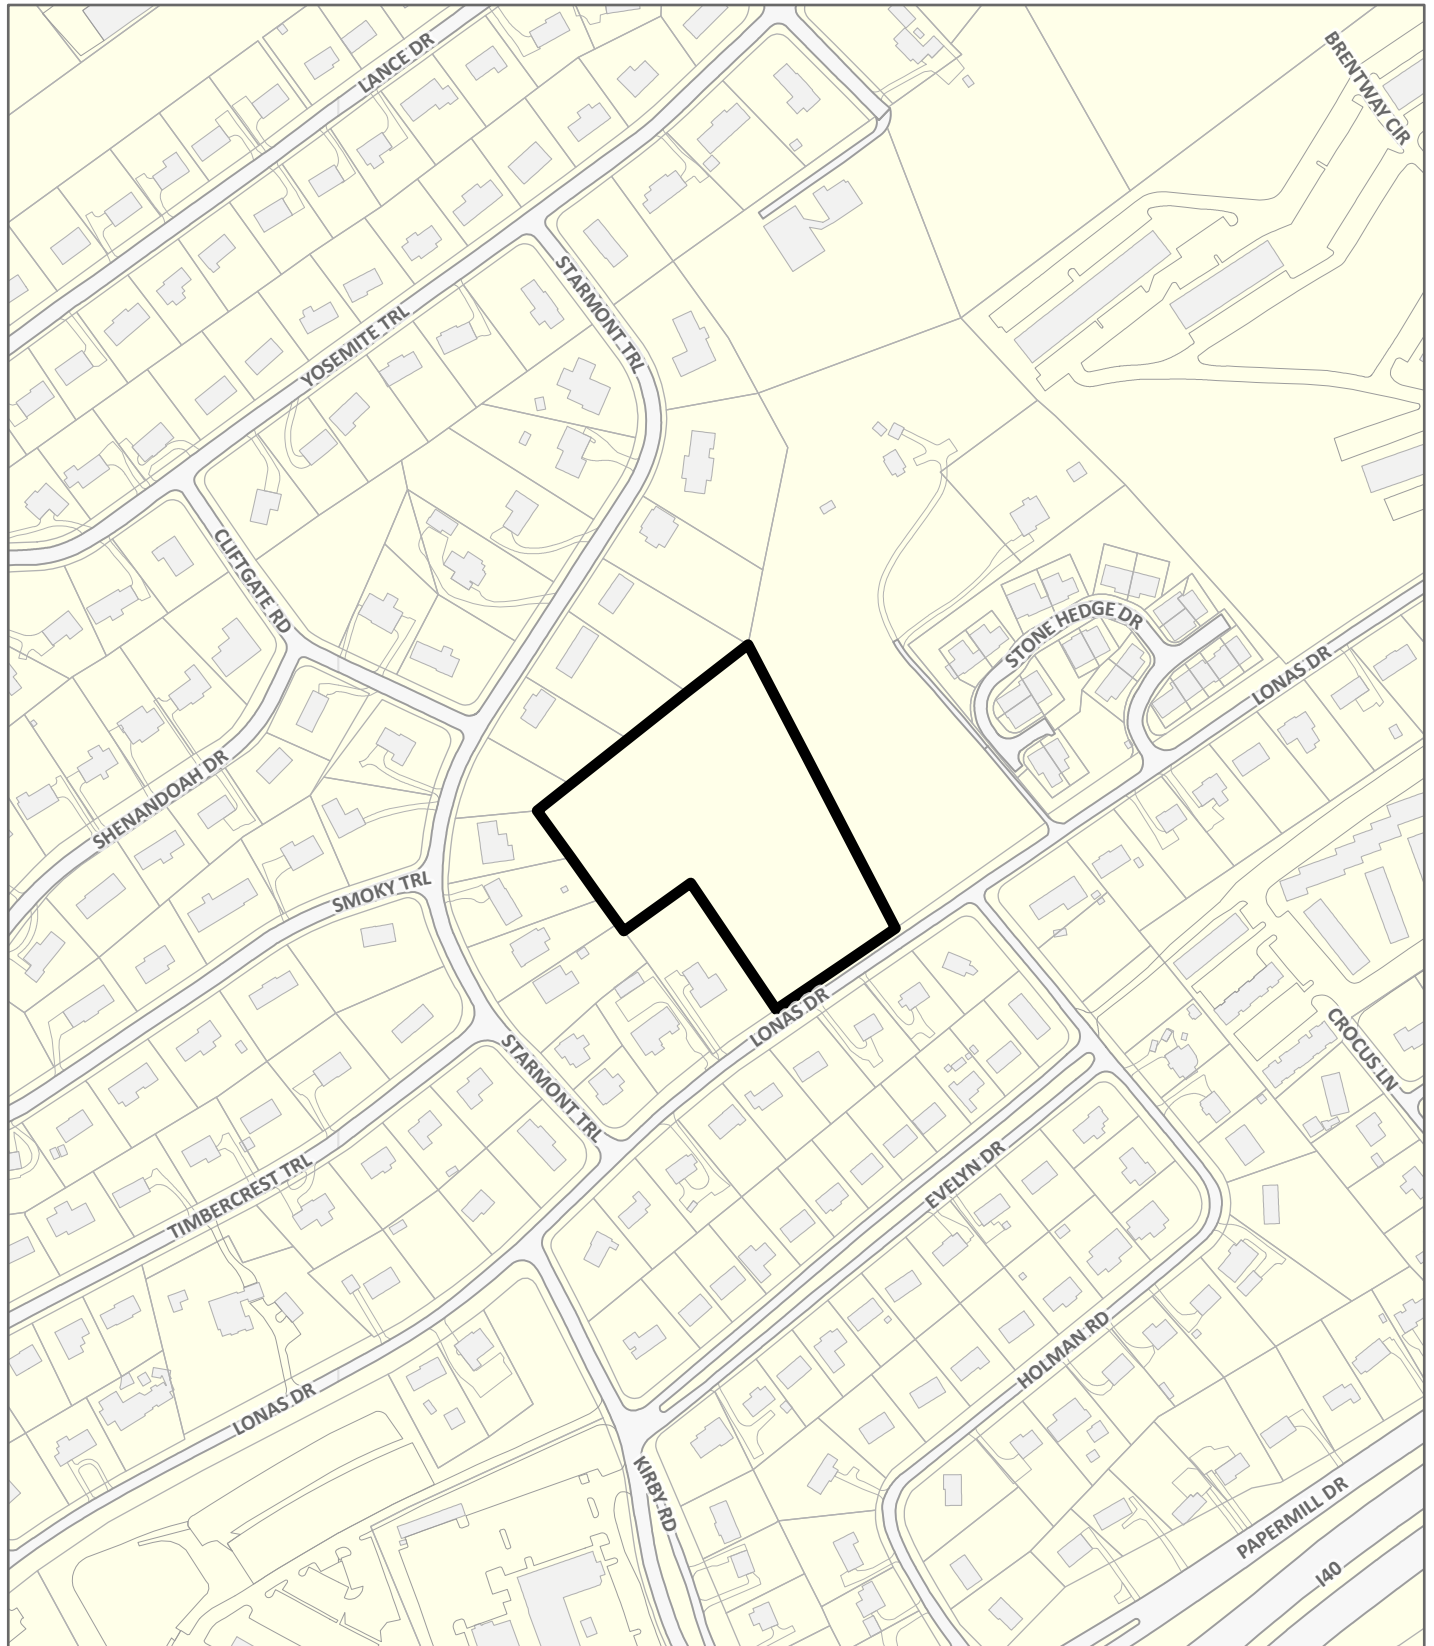 LANCE DR
BRENTWAY CIR
STARMONT TRL
YOSEMITE TRL
CLIFTGATE RD
STONE HEDGE DR
LONAS DR
SHENANDOAH DR
SMOKY TRL
LONAS DR
CROCUS LN
STARMONT TRL
EVELYN DR
TIMBERCREST TRL
HOLMAN RD
LONAS DR
KIRBY RD
PAPERMILL DR
I40